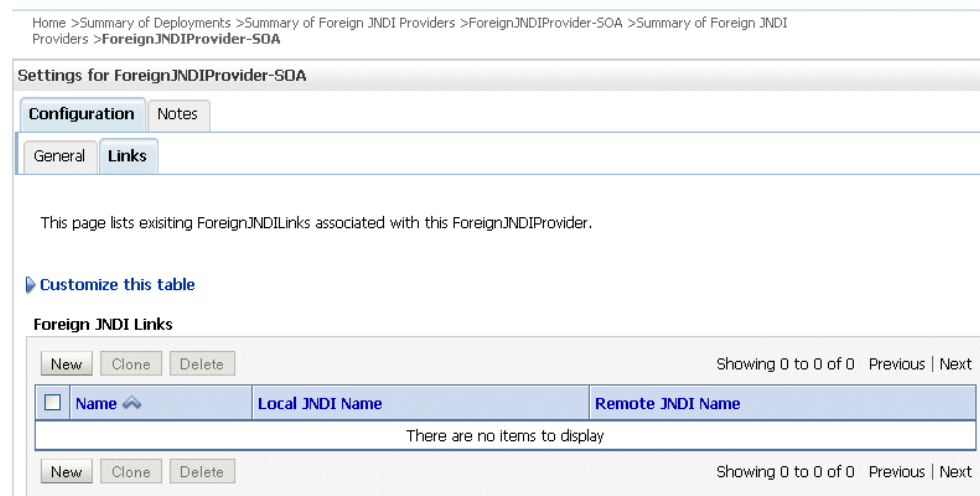 Home >Summary of Deployments >Summary of Foreign JNDI Providers >ForeignJNDIProvider-SOA >Summary of Foreign JNDI
Providers >ForeignJNDIProvider-SOA
Settings for ForeignJNDIProvider-SOA
Configuration Notes
General Links
This page lists exisiting ForeignJNDILinks associated with this ForeignJNDIProvider.
Customize this table
Foreign JNDI Links
New Clone Delete Showing 0 to 0 of 0 Previous | Next
Name Local JNDI Name Remote JNDI Name
There are no items to display
New Clone Delete Showing 0 to 0 of 0 Previous | Next